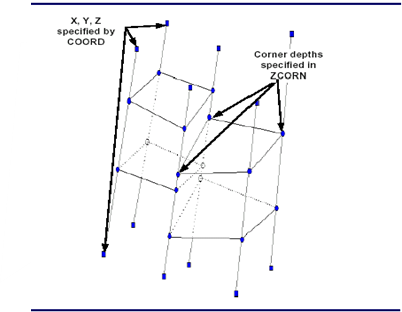 X, Y, Z
specified by
COORD
Corner depths
specified in
ZCORN